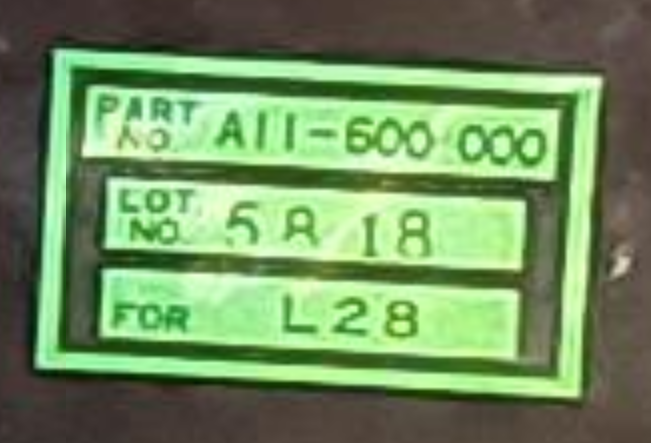 PART NO. A11-600 000
LOT NO. 58 18
FOR L28